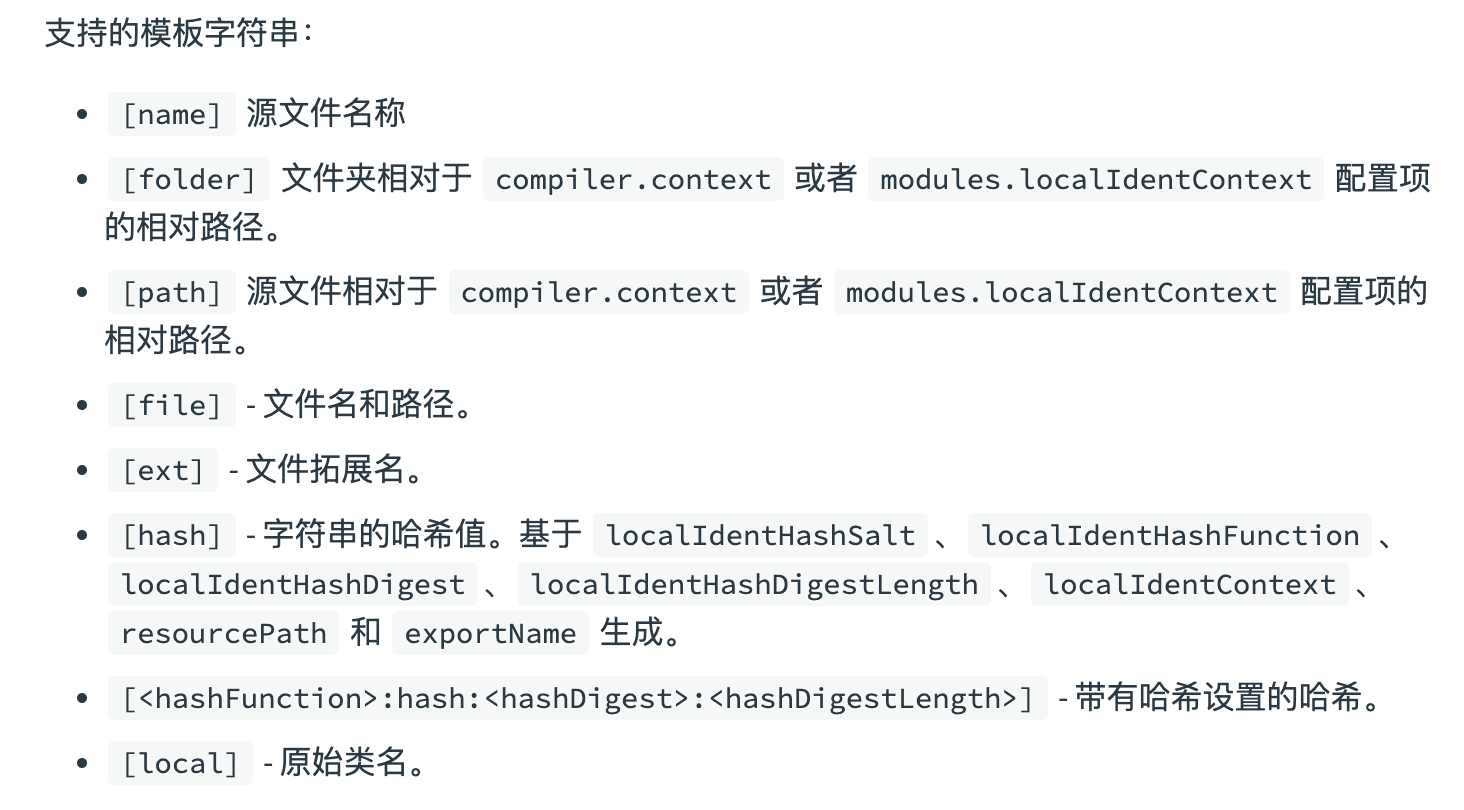 支持的模板字符串：
[name] 源文件名称
[folder] 文件夹相对于 compiler.context 或者 modules.localIdentContext 配置项
的相对路径。
[path] 源文件相对于 compiler.context 或者 modules.localIdentContext 配置项的
相对路径。
[file] - 文件名和路径。
[ext] - 文件拓展名。
[hash] - 字符串的哈希值。基于 localIdentHashSalt 、 localIdentHashFunction 、
localIdentHashDigest 、 localIdentHashDigestLength 、 localIdentContext 、
resourcePath 和 exportName 生成。
[<hashFunction>:hash:<hashDigest>:<hashDigestLength>] - 带有哈希设置的哈希。
[local] - 原始类名。